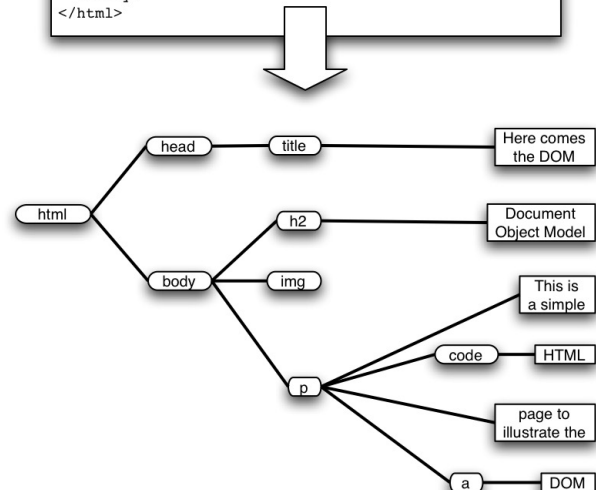 </html>
head
title
Here comes
the DOM
html
h2
Document
Object Model
body
img
This is
a simple
code
HTML
p
page to
illustrate the
a
DOM